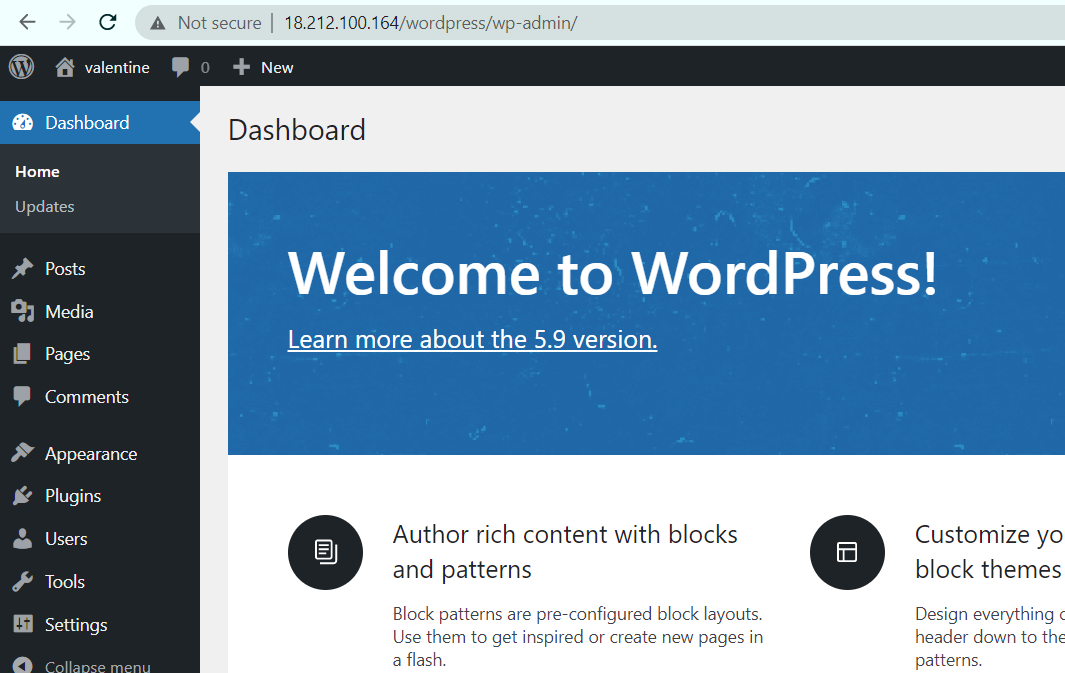 Not secure | 18.212.100.164/wordpress/wp-admin/
valentine 0 + New
Dashboard
Home
Updates
Posts
Media
Pages
Comments
Appearance
Plugins
Users
Tools
Settings
Collapse menu
Dashboard
Welcome to WordPress!
Learn more about the 5.9 version.
Author rich content with blocks
and patterns
Block patterns are pre-configured block layouts.
Use them to get inspired or create new pages in
a flash.
Customize yo
block themes
Design everything
header down to the
patterns.